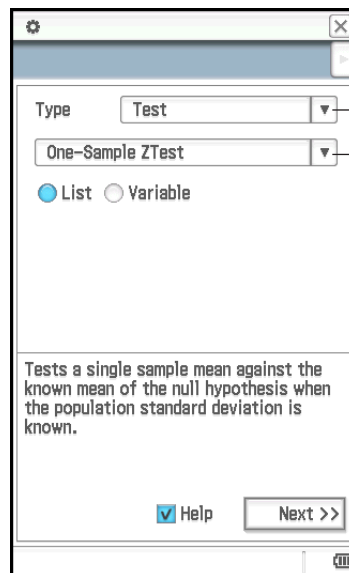 Type Test
One-Sample ZTest
List Variable
Tests a single sample mean against the
known mean of the null hypothesis when
the population standard deviation is
known.
Help Next >>